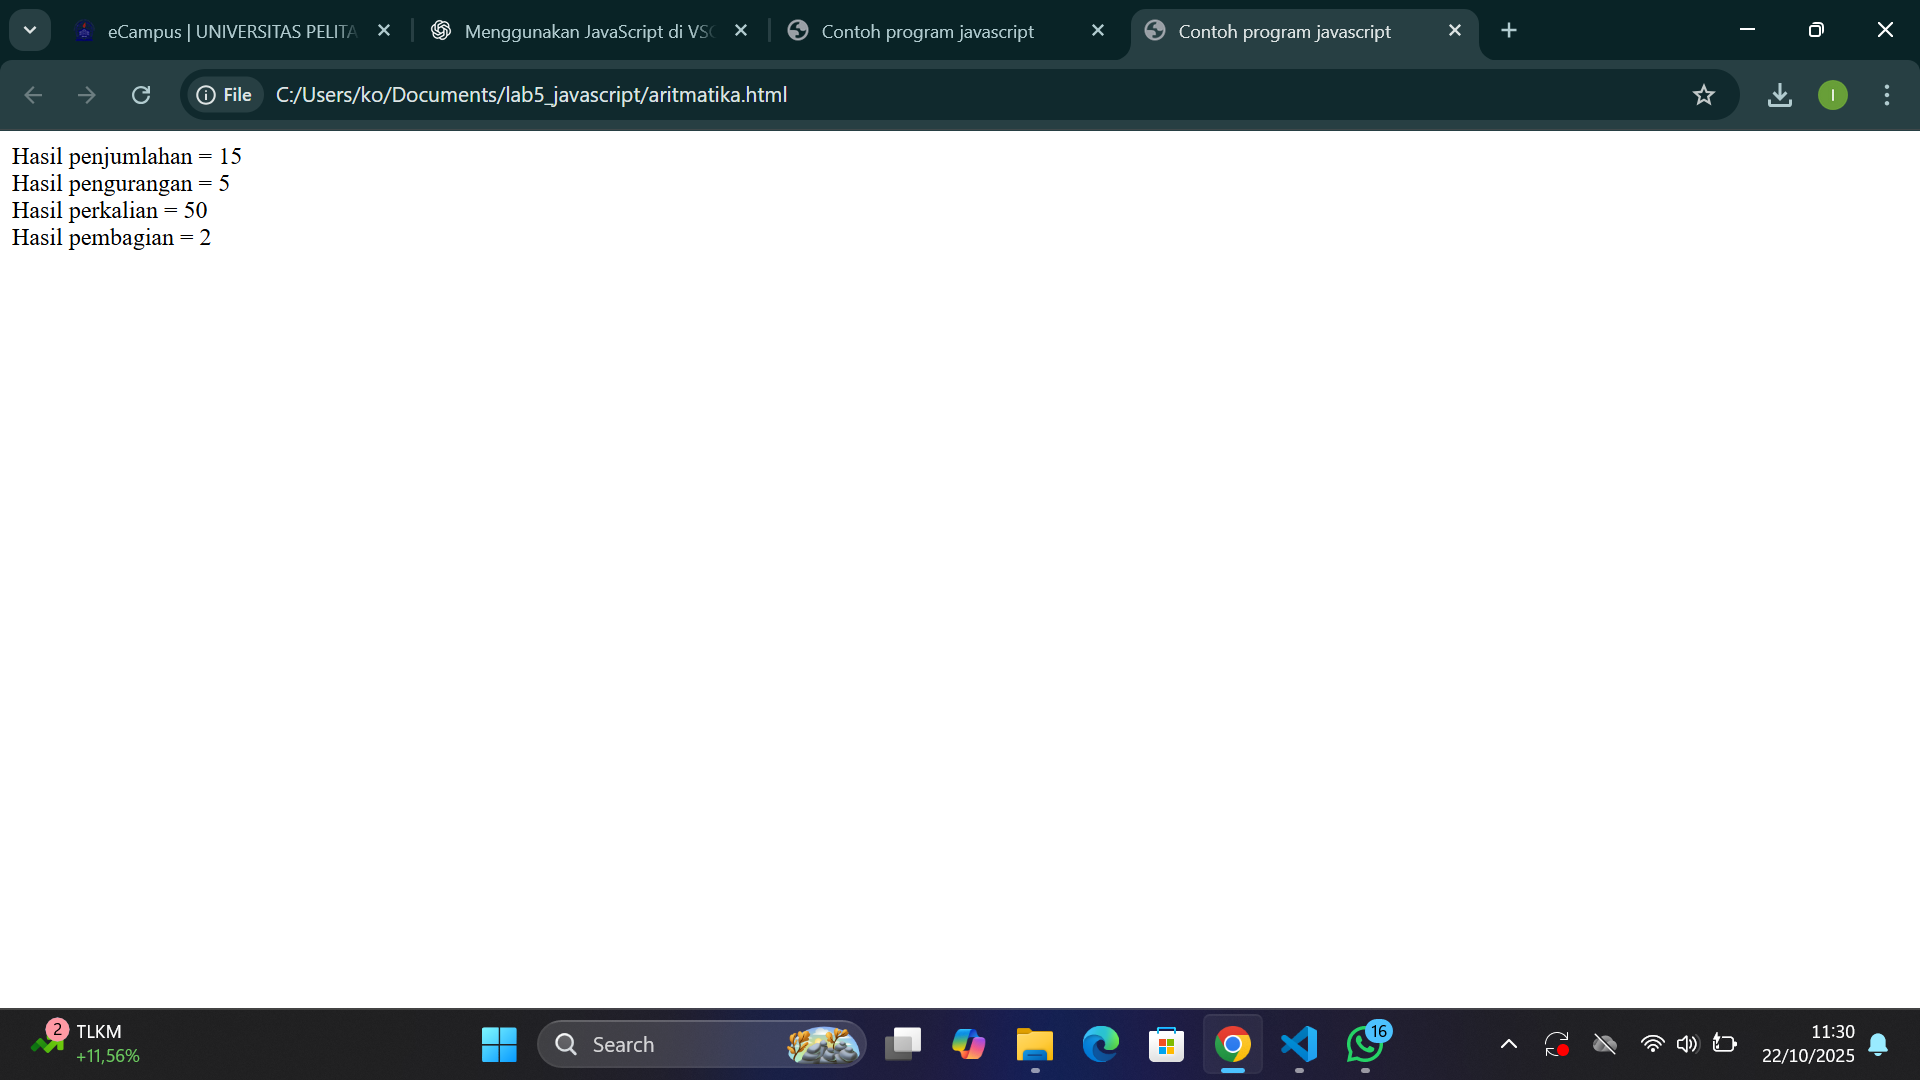 eCampus | UNIVERSITAS PELITA
Menggunakan JavaScript di VSC
Contoh program javascript
Contoh program javascript
File
C:/Users/ko/Documents/lab5_javascript/aritmatika.html
I
Hasil penjumlahan = 15
Hasil pengurangan = 5
Hasil perkalian = 50
Hasil pembagian = 2
2
TLKM
+11,56%
Search
16
11:30
22/10/2025